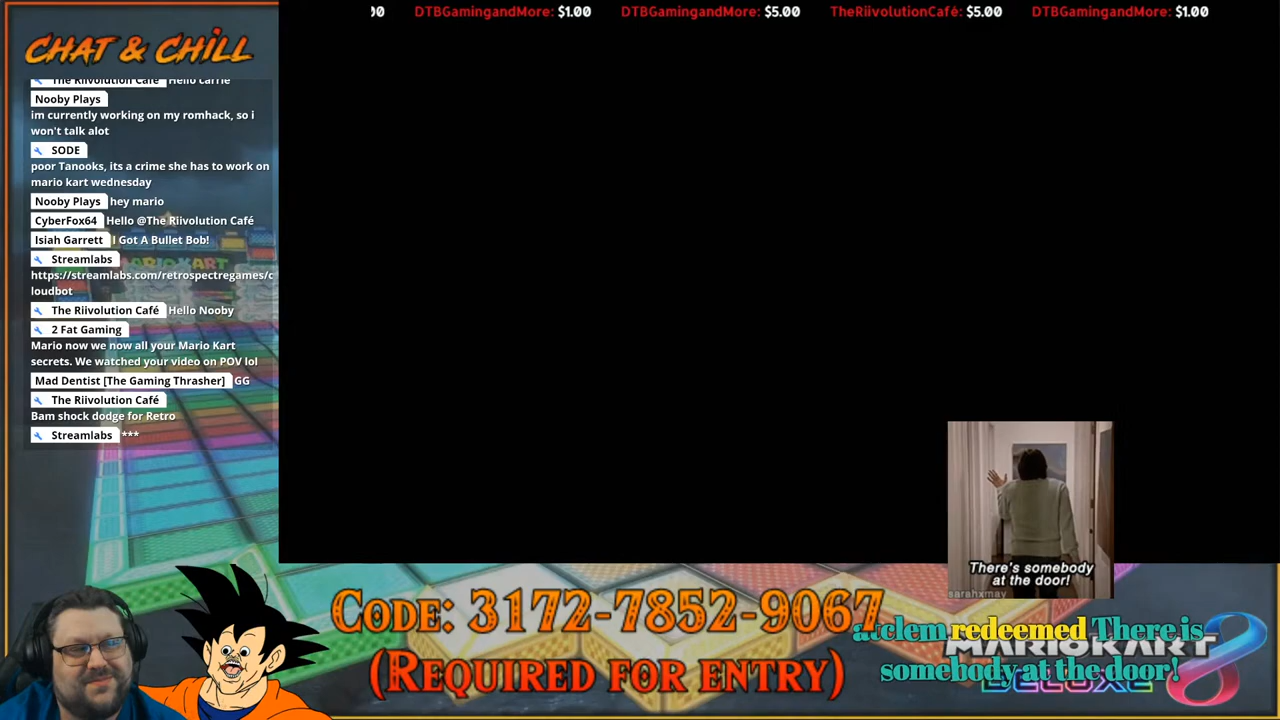 00 DTBGamingandMore: $1.00 DTBGamingandMore: $5.00 TheRiivolutionCafé: $5.00 DTBGamingandMore: $1.00
CHAT & CHILL
The Riivolution Café Hello carrie
Nooby Plays
im currently working on my romhack, so i
won't talk alot
SODE
poor Tanooks, its a crime she has to work on
mario kart wednesday
Nooby Plays hey mario
CyberFox64 Hello @The Riivolution Café
Isiah Garrett I Got A Bullet Bob!
Streamlabs
https://streamlabs.com/retrospectregames/c
loudbot
The Riivolution Café Hello Nooby
2 Fat Gaming
Mario now we now all your Mario Kart
secrets. We watched your video on POV lol
Mad Dentist [The Gaming Thrasher] GG
The Riivolution Café
Bam shock dodge for Retro
Streamlabs ***
MARIO KART
There's somebody
at the door!
sarahxmay
CODE: 3172-7852-9067
(REQUIRED FOR ENTRY)
atclem redeemed There is
somebody at the door!
MARIO KART 8
DELUXE